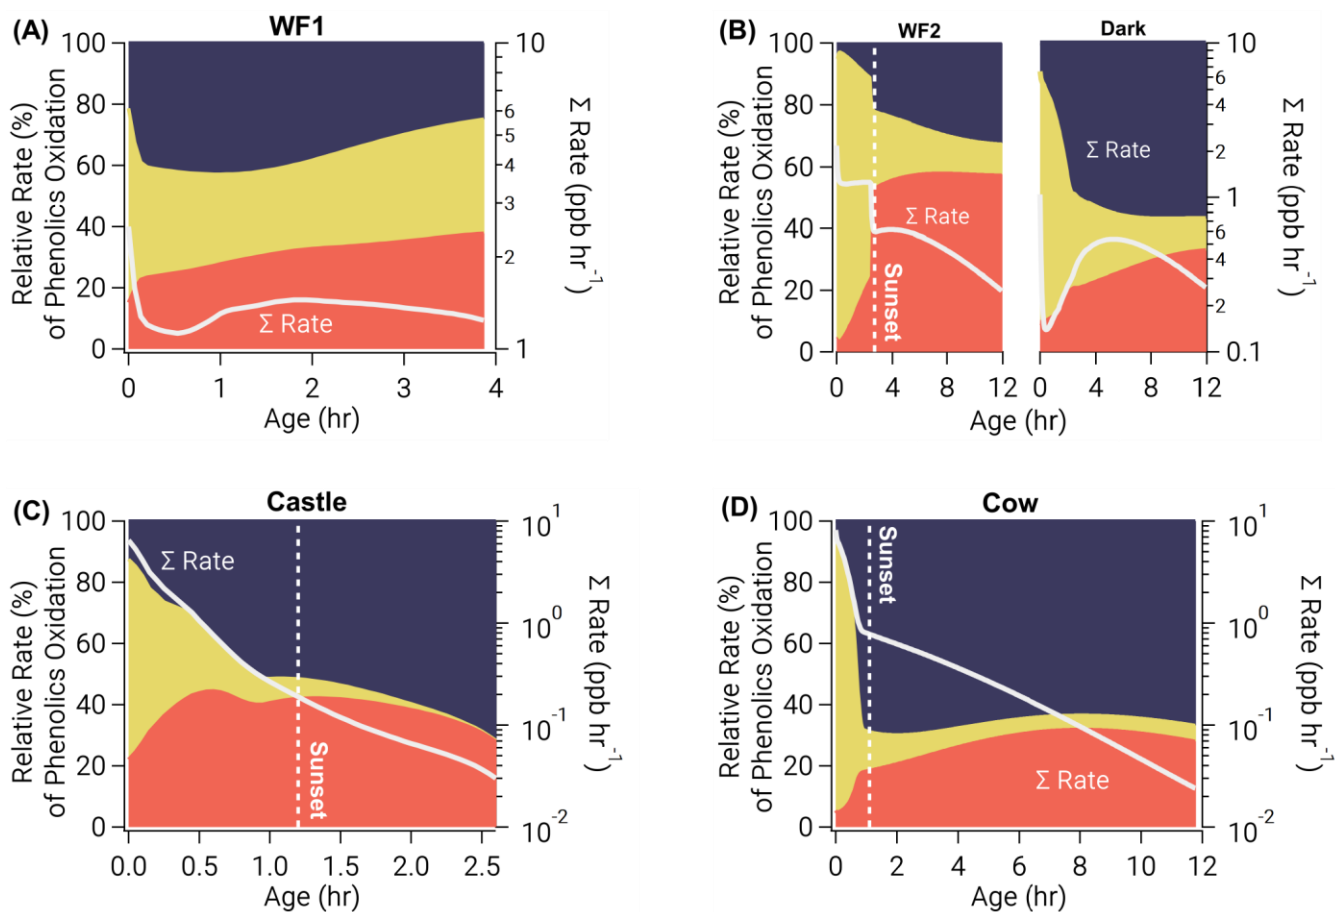 (A)
WF1
Relative Rate (%)
of Phenolics Oxidation
100
80
60
40
20
0
Σ Rate
10
6
5
4
3
2
1
Σ Rate (ppb hr⁻¹)
0
1
2
3
4
Age (hr)
(B)
WF2
Dark
Relative Rate (%)
of Phenolics Oxidation
100
80
60
40
20
0
Σ Rate
Sunset
Σ Rate
10
6
4
2
1
6
4
2
0.1
Σ Rate (ppb hr⁻¹)
0
4
8
12
0
4
8
12
Age (hr)
(C)
Castle
Relative Rate (%)
of Phenolics Oxidation
100
80
60
40
20
0
Σ Rate
Sunset
10¹
10⁰
10⁻¹
10⁻²
Σ Rate (ppb hr⁻¹)
0.0
0.5
1.0
1.5
2.0
2.5
Age (hr)
(D)
Cow
Relative Rate (%)
of Phenolics Oxidation
100
80
60
40
20
0
Sunset
Σ Rate
10¹
10⁰
10⁻¹
10⁻²
Σ Rate (ppb hr⁻¹)
0
2
4
6
8
10
12
Age (hr)